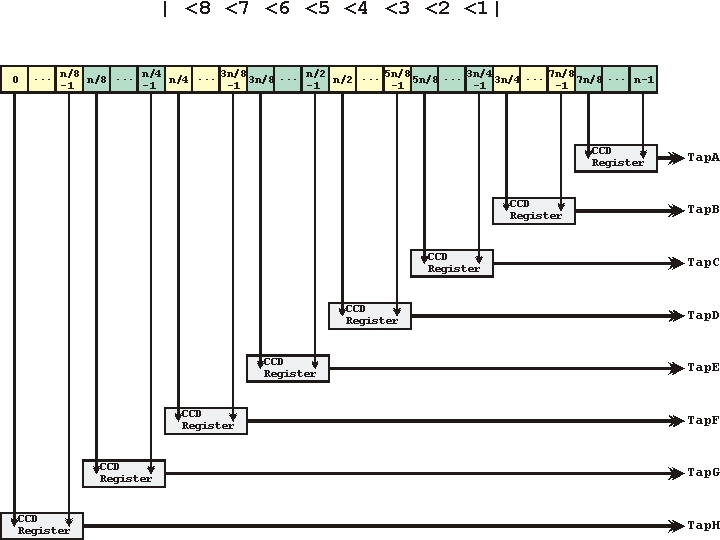 | <8 <7 <6 <5 <4 <3 <2 <1|
0 ... n/8 -1 n/8 ... n/4 -1 n/4 ... 3n/8 -1 3n/8 ... n/2 -1 n/2 ... 5n/8 -1 5n/8 ... 3n/4 -1 3n/4 ... 7n/8 -1 7n/8 ... n-1
CCD
Register
TapA
CCD
Register
TapB
CCD
Register
TapC
CCD
Register
TapD
CCD
Register
TapE
CCD
Register
TapF
CCD
Register
TapG
CCD
Register
TapH